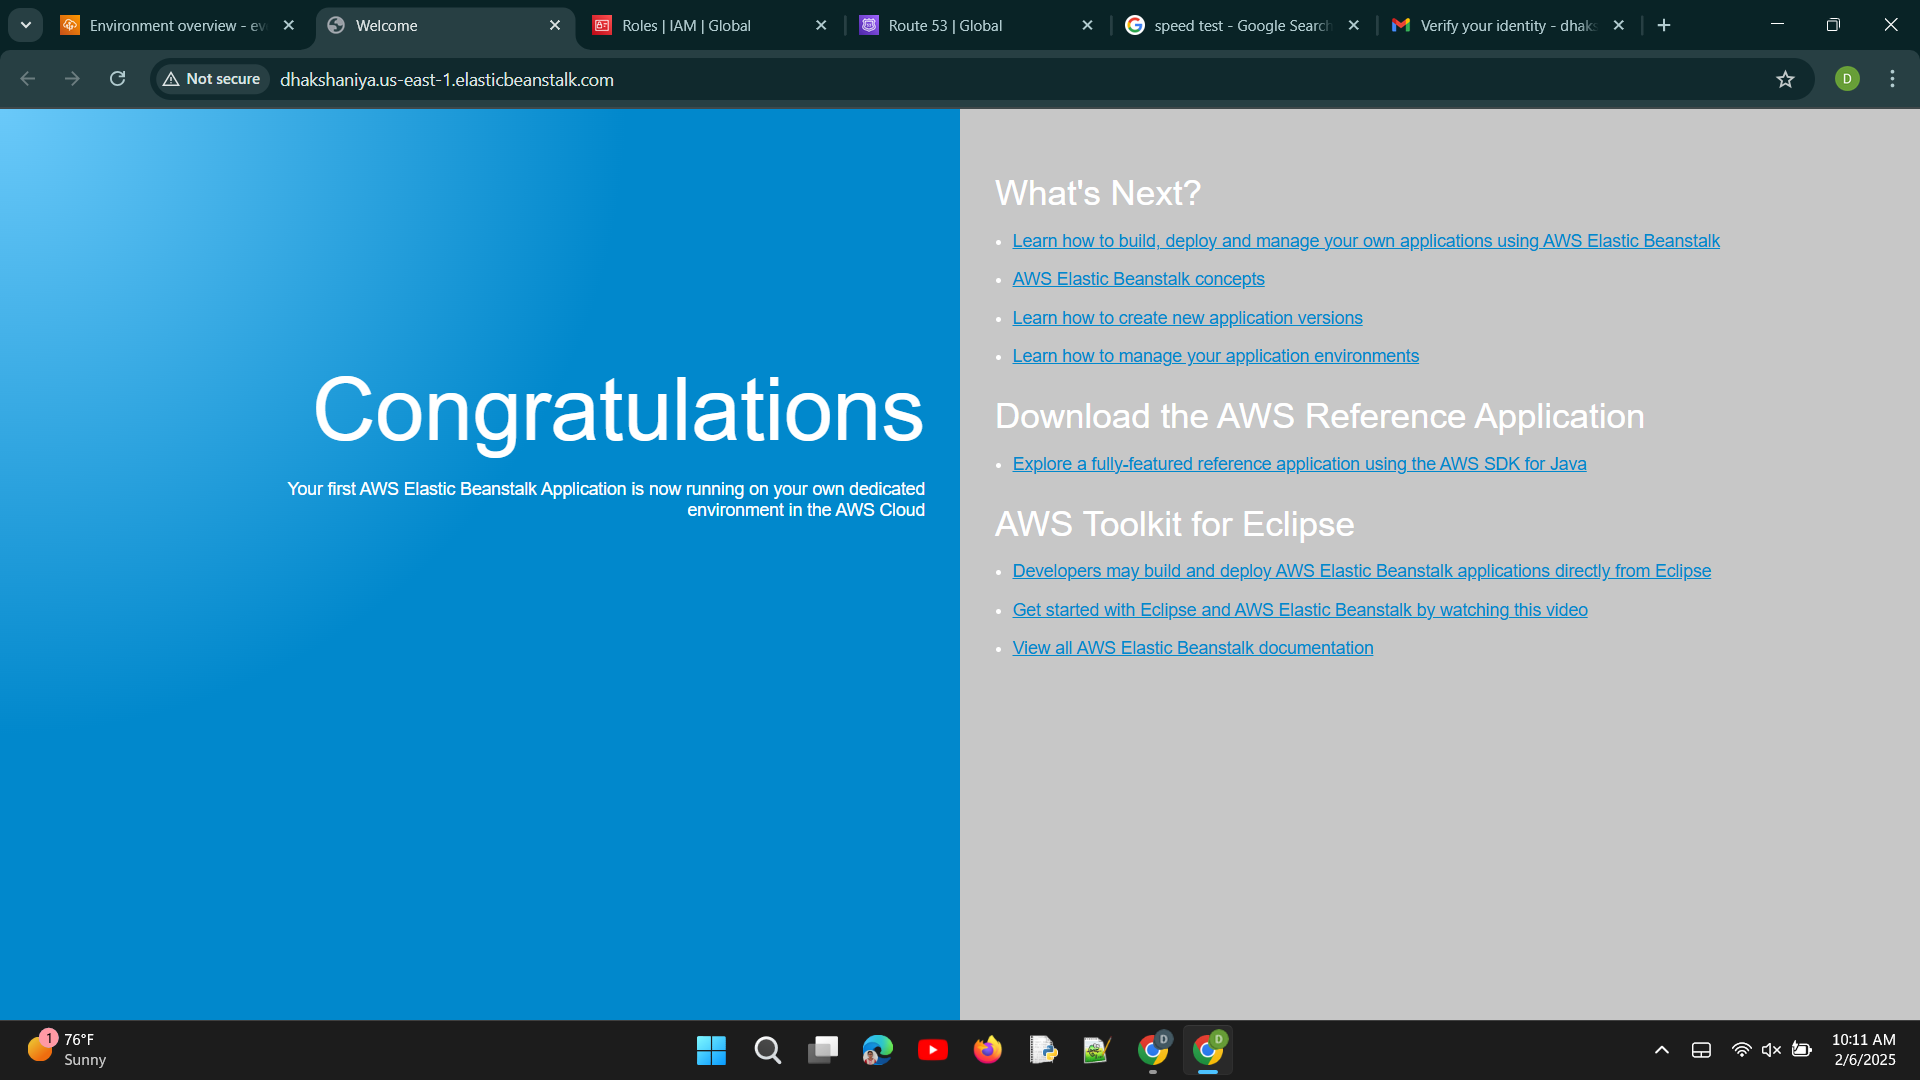 Environment overview - ev
Welcome
Roles | IAM | Global
Route 53 | Global
speed test - Google Search
Verify your identity - dhaks
Not secure
dhakshaniya.us-east-1.elasticbeanstalk.com
D
Congratulations
Your first AWS Elastic Beanstalk Application is now running on your own dedicated
environment in the AWS Cloud
What's Next?
Learn how to build, deploy and manage your own applications using AWS Elastic Beanstalk
AWS Elastic Beanstalk concepts
Learn how to create new application versions
Learn how to manage your application environments
Download the AWS Reference Application
Explore a fully-featured reference application using the AWS SDK for Java
AWS Toolkit for Eclipse
Developers may build and deploy AWS Elastic Beanstalk applications directly from Eclipse
Get started with Eclipse and AWS Elastic Beanstalk by watching this video
View all AWS Elastic Beanstalk documentation
1
76°F
Sunny
D
D
10:11 AM
2/6/2025